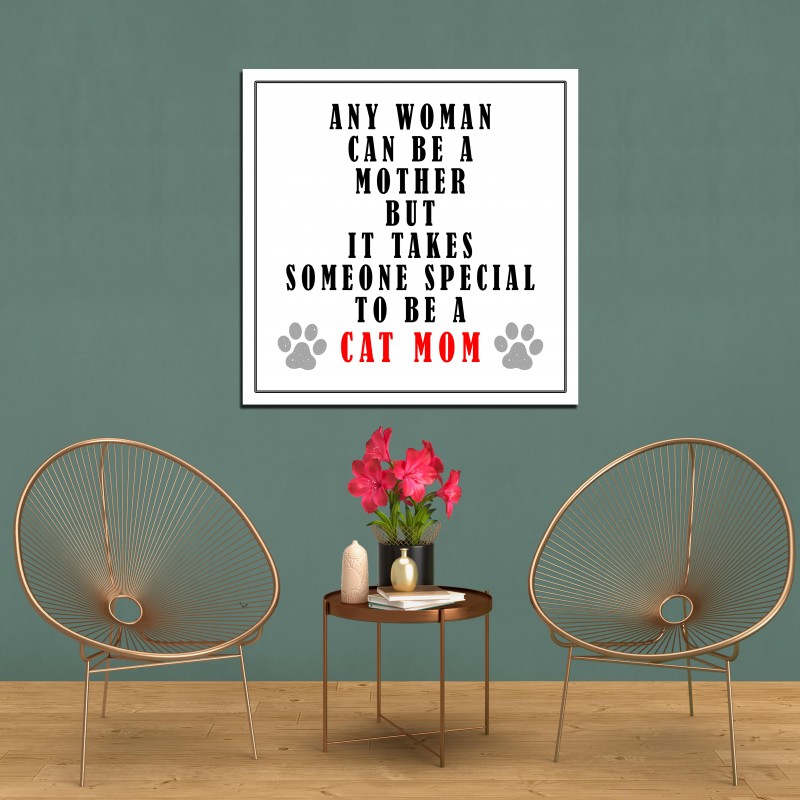 ANY WOMAN
CAN BE A
MOTHER
BUT
IT TAKES
SOMEONE SPECIAL
TO BE A
CAT MOM